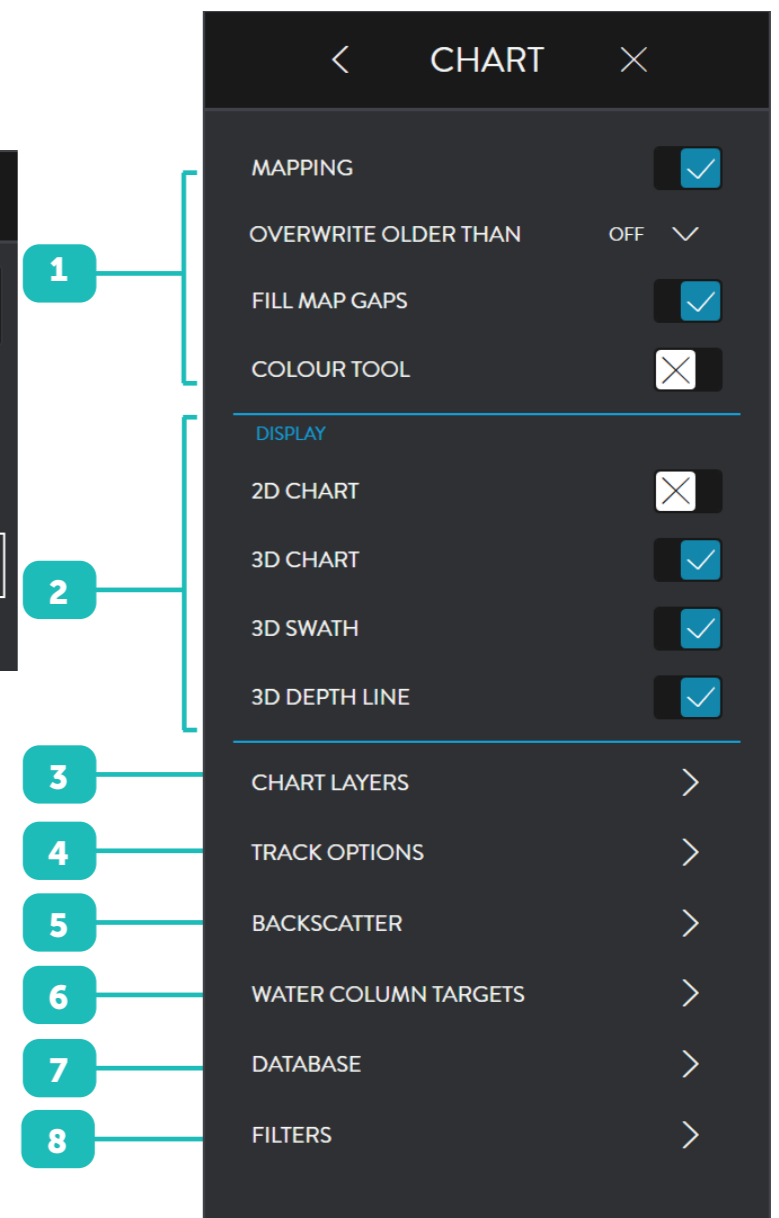 CHART
MAPPING
1
OVERWRITE OLDER THAN OFF
FILL MAP GAPS
COLOUR TOOL
DISPLAY
2D CHART
3D CHART
2
3D SWATH
3D DEPTH LINE
3 CHART LAYERS
4 TRACK OPTIONS
5 BACKSCATTER
6 WATER COLUMN TARGETS
7 DATABASE
8 FILTERS